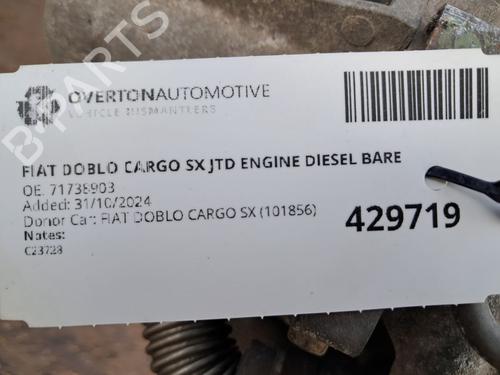 OVERTONAUTOMOTIVE
VEHICLE DISMANTLERS
FIAT DOBLO CARGO SX JTD ENGINE DIESEL BARE
OE: 71738903
Added: 31/10/2024
Donor Car: FIAT DOBLO CARGO SX (101856)
Notes:
C23728
429719
B-PARTS